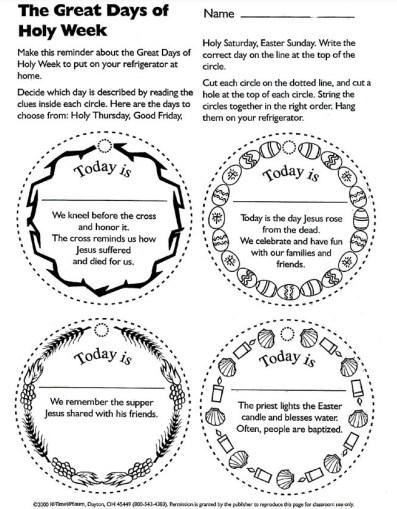 The Great Days of
Holy Week
Name
Make this reminder about the Great Days of
Holy Week to put on your refrigerator at
home.
Decide which day is described by reading the
clues inside each circle. Here are the days to
choose from: Holy Thursday, Good Friday,
Holy Saturday, Easter Sunday. Write the
correct day on the line at the top of the
circle.
Cut each circle on the dotted line, and cut a
hole at the top of each circle. String the
circles together in the right order. Hang
them on your refrigerator.
Today is
We kneel before the cross
and honor it.
The cross reminds us how
Jesus suffered
and died for us.
Today is
Today is the day Jesus rose
from the dead.
We celebrate and have fun
with our families and
friends.
Today is
We remember the supper
Jesus shared with his friends.
Today is
The priest lights the Easter
candle and blesses water.
Often, people are baptized.
©2000 Dayton, OH 45449 (800-543-4383). Permission is granted by the publisher to reproduce this page for classroom use only.